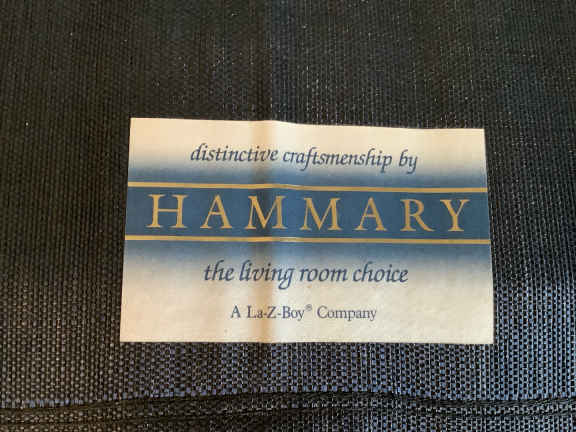 distinctive craftsmenship by
HAMMARY
the living room choice
A La-Z-Boy® Company